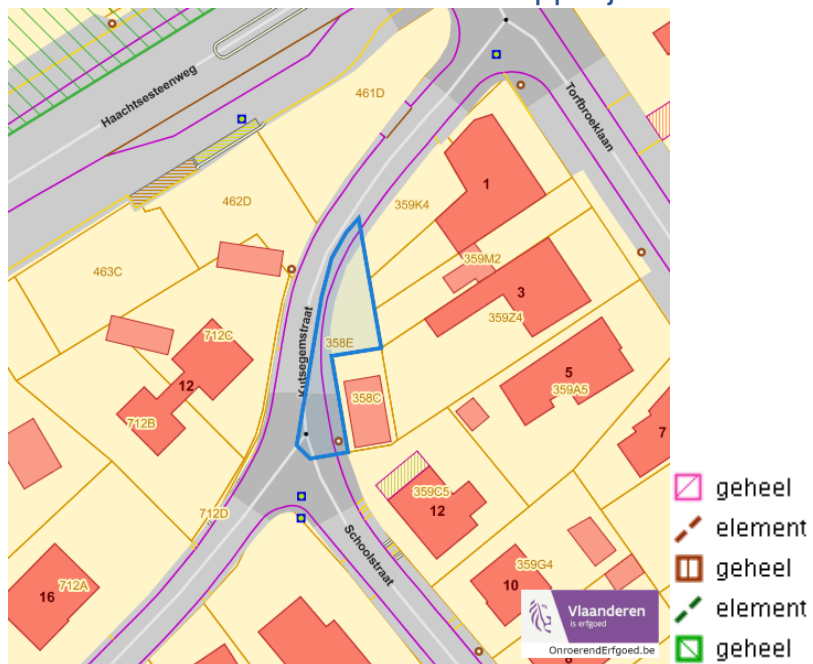 Haachtsesteenweg
461D
Torfbroeklaan
1
462D
359K4
463C
359M2
3
359Z4
Kutsegemstraat
712C
358E
12
5
359A5
358C
712B
7
359C5
12
712D
Schoolstraat
359G4
10
712A
16
Vlaanderen
is erfgoed
OnroerendErfgoed.be
geheel
element
geheel
element
geheel